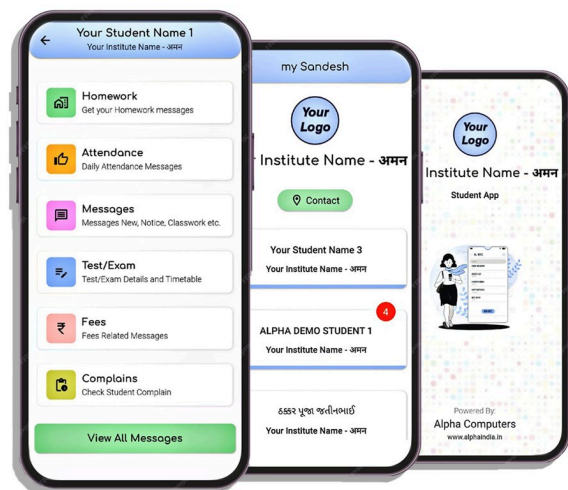 Your Student Name 1
Your Institute Name - अमन
Homework
Get your Homework messages
Attendance
Daily Attendance Messages
Messages
Messages New, Notice, Classwork etc.
Test/Exam
Test/Exam Details and Timetable
₹
Fees
Fees Related Messages
Complains
Check Student Complain
View All Messages
my Sandesh
Your
Logo
Institute Name - अमन
Contact
Your Student Name 3
Your Institute Name - अमन
4
ALPHA DEMO STUDENT 1
Your Institute Name - अमन
ઠક્કર પૂજા જતીનભાઈ
Your Institute Name - अमन
Your
Logo
Institute Name - अमन
Student App
Powered By:
Alpha Computers
www.alphaindia.in